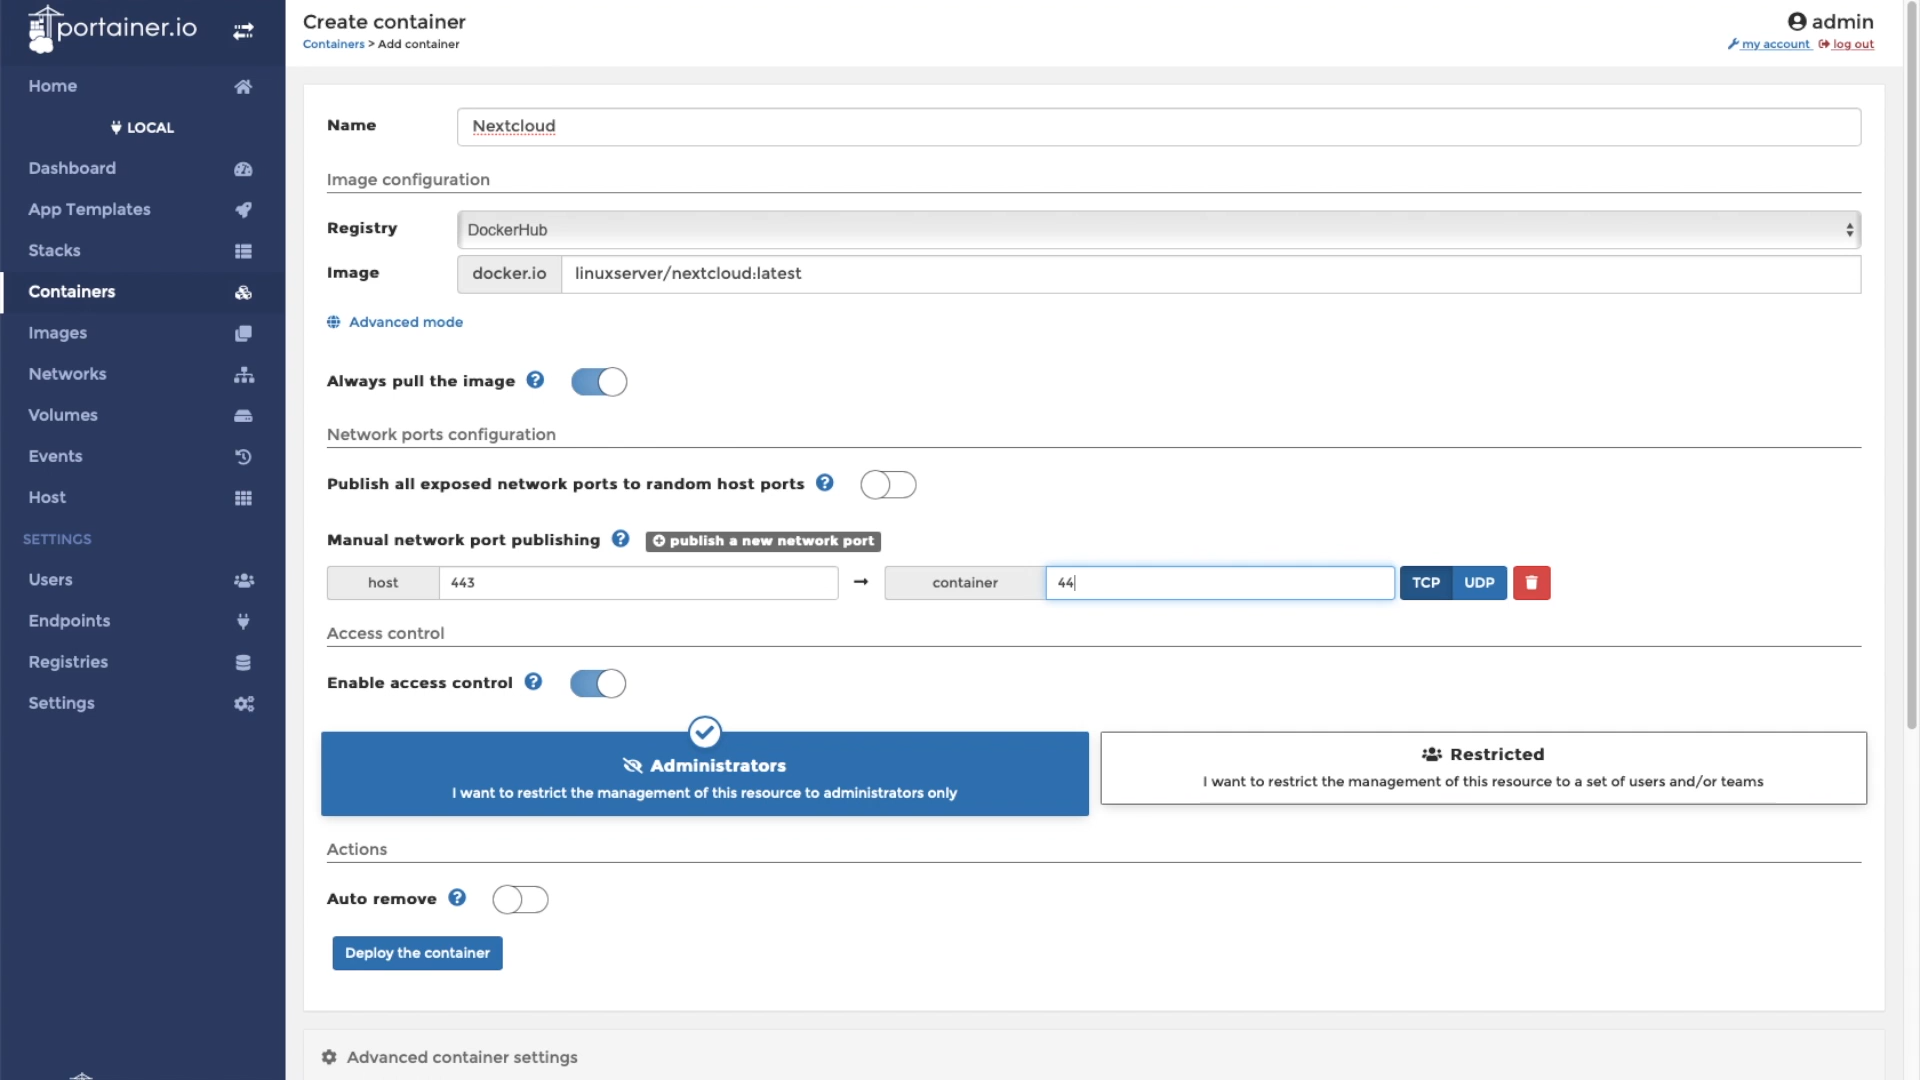 portainer.io
Home
LOCAL
Dashboard
App Templates
Stacks
Containers
Images
Networks
Volumes
Events
Host
SETTINGS
Users
Endpoints
Registries
Settings
Create container
Containers > Add container
admin
my account log out
Name Nextcloud
Image configuration
Registry DockerHub
Image docker.io linuxserver/nextcloud:latest
Advanced mode
Always pull the image
Network ports configuration
Publish all exposed network ports to random host ports
Manual network port publishing publish a new network port
host 443 → container 44 TCP UDP
Access control
Enable access control
Administrators
I want to restrict the management of this resource to administrators only
Restricted
I want to restrict the management of this resource to a set of users and/or teams
Actions
Auto remove
Deploy the container
Advanced container settings